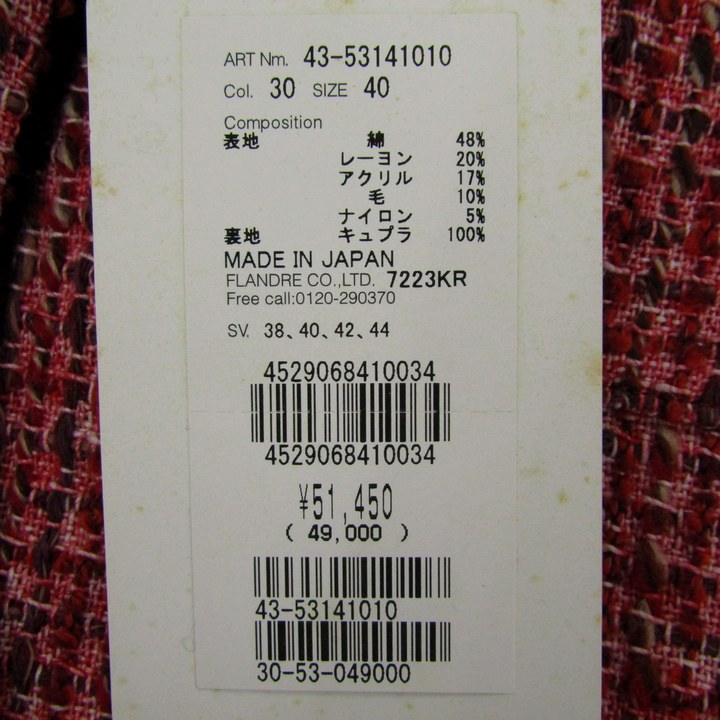 ART Nm. 43-53141010
Col. 30 SIZE 40
Composition
表地 綿 48%
レーヨン 20%
アクリル 17%
毛 10%
ナイロン 5%
裏地 キュプラ 100%
MADE IN JAPAN
FLANDRE CO.,LTD. 7223KR
Free call:0120-290370
SV. 38、40、42、44
4529068410034
4529068410034
¥51,450
( 49,000 )
43-53141010
30-53-049000